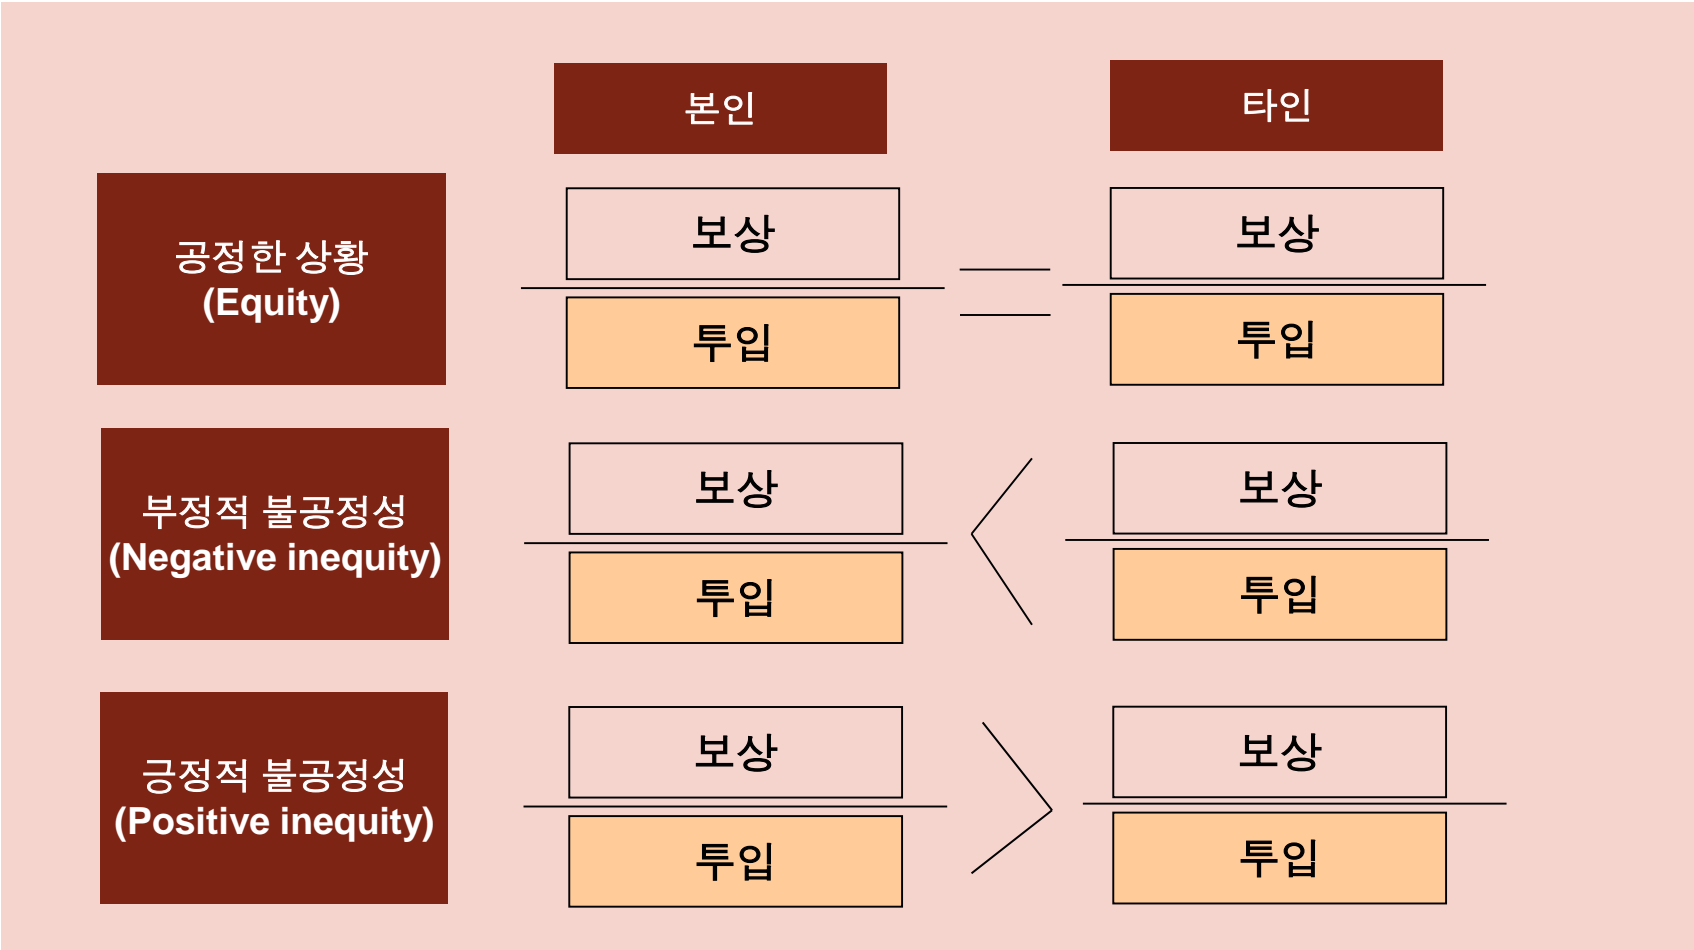 본인
타인
공정한 상황
(Equity)
보상
보상
투입
투입
부정적 불공정성
(Negative inequity)
보상
보상
투입
투입
긍정적 불공정성
(Positive inequity)
보상
보상
투입
투입